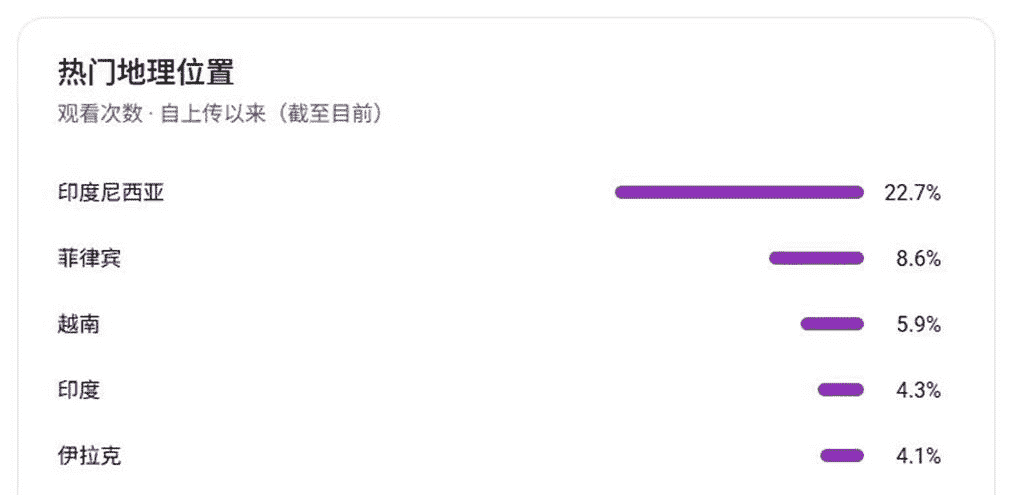 热门地理位置
观看次数 · 自上传以来（截至目前）
印度尼西亚 22.7%
菲律宾 8.6%
越南 5.9%
印度 4.3%
伊拉克 4.1%